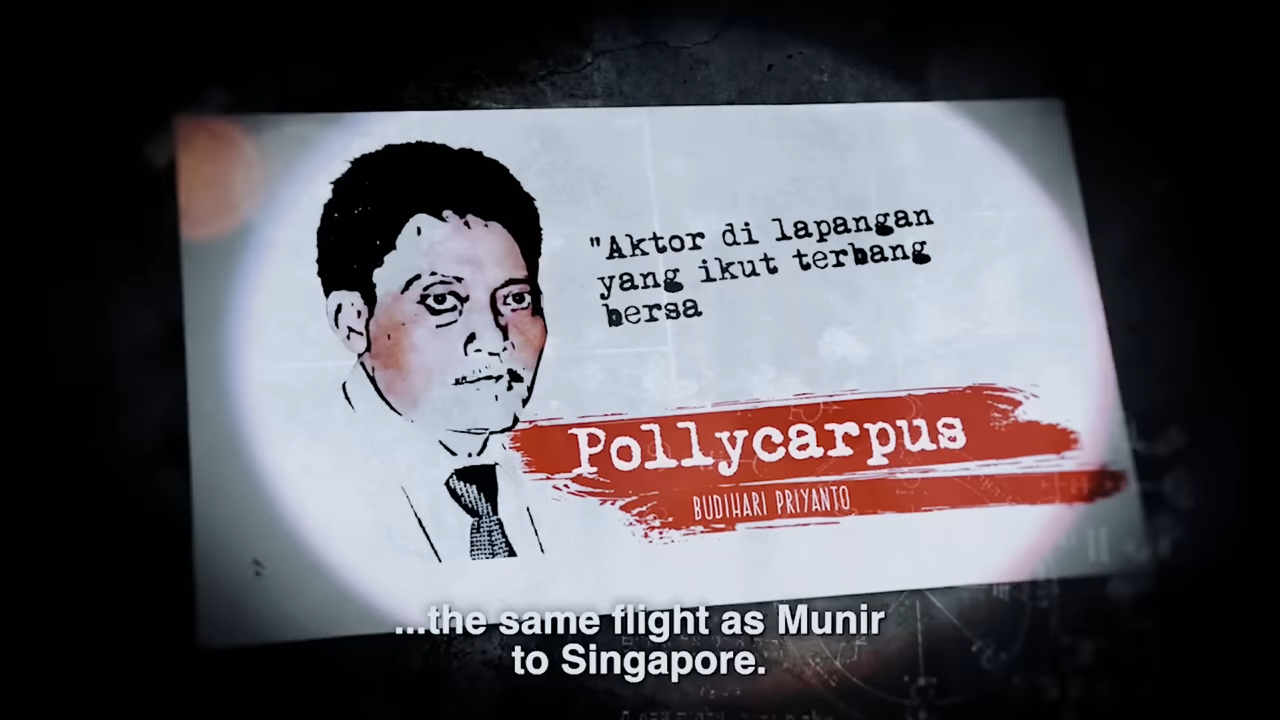 "Aktor di lapangan
yang ikut terbang
bersa
Pollycarpus
BUDIHARI PRIYANTO
...the same flight as Munir
to Singapore.